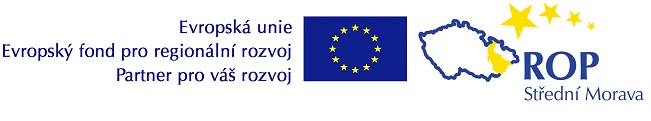 Evropská unie
Evropský fond pro regionální rozvoj
Partner pro váš rozvoj
ROP
Střední Morava